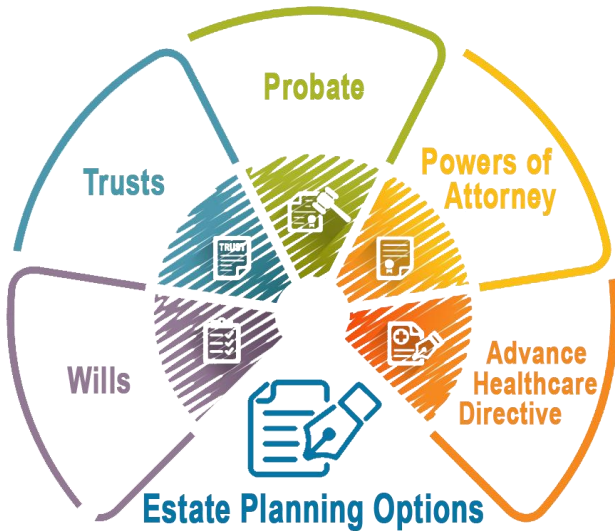 Probate
Trusts
Powers of
Attorney
TRUST
Wills
Advance
Healthcare
Directive
Estate Planning Options